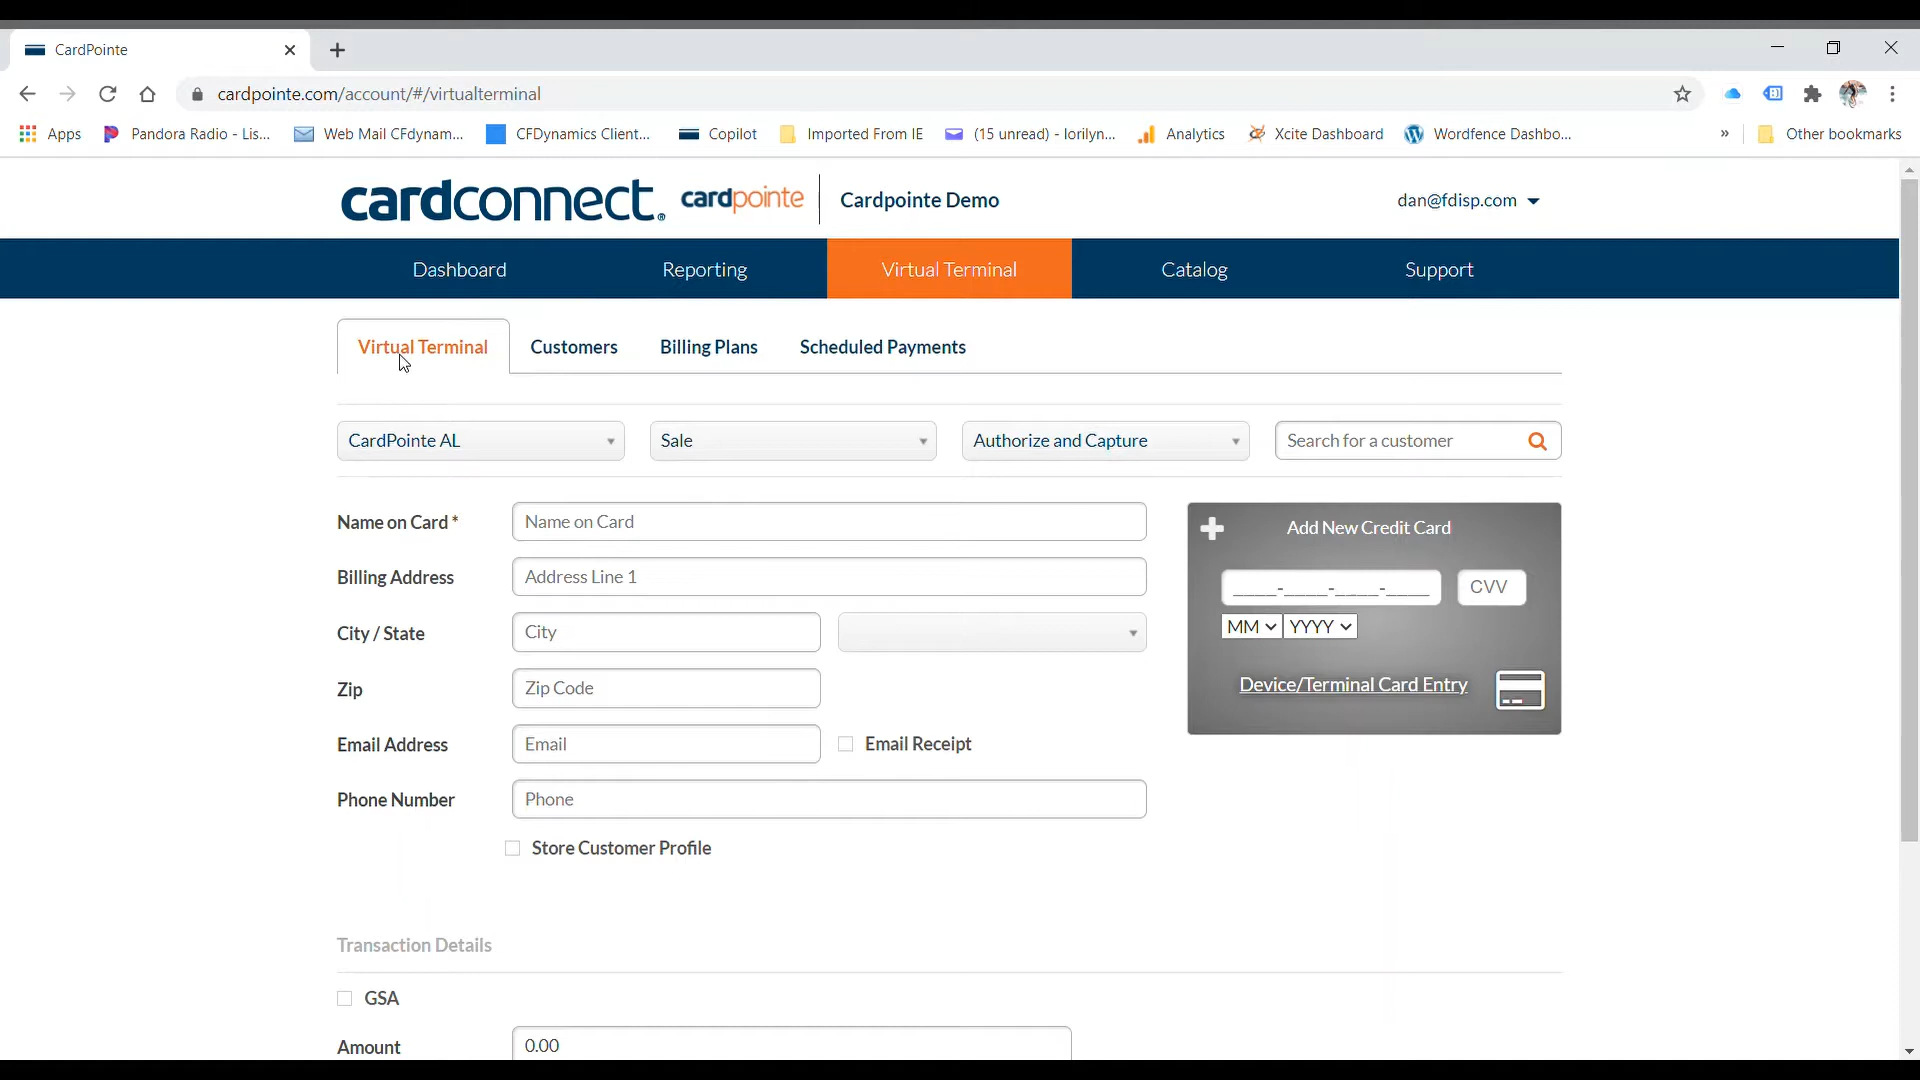 CardPointe
cardpointe.com/account/#/virtualterminal
Apps Pandora Radio - Lis... Web Mail CFdynam... CFDynamics Client... Copilot Imported From IE (15 unread) - lorilyn... Analytics Xcite Dashboard Wordfence Dashbo... » Other bookmarks
cardconnect. cardpointe Cardpointe Demo dan@fdisp.com
Dashboard Reporting Virtual Terminal Catalog Support
Virtual Terminal Customers Billing Plans Scheduled Payments
CardPointe AL Sale Authorize and Capture Search for a customer
Name on Card * Name on Card
Add New Credit Card
Billing Address Address Line 1
____-____-____-____ CVV
City / State City
MM YYYY
Zip Zip Code
Device/Terminal Card Entry
Email Address Email Email Receipt
Phone Number Phone
Store Customer Profile
Transaction Details
GSA
Amount 0.00